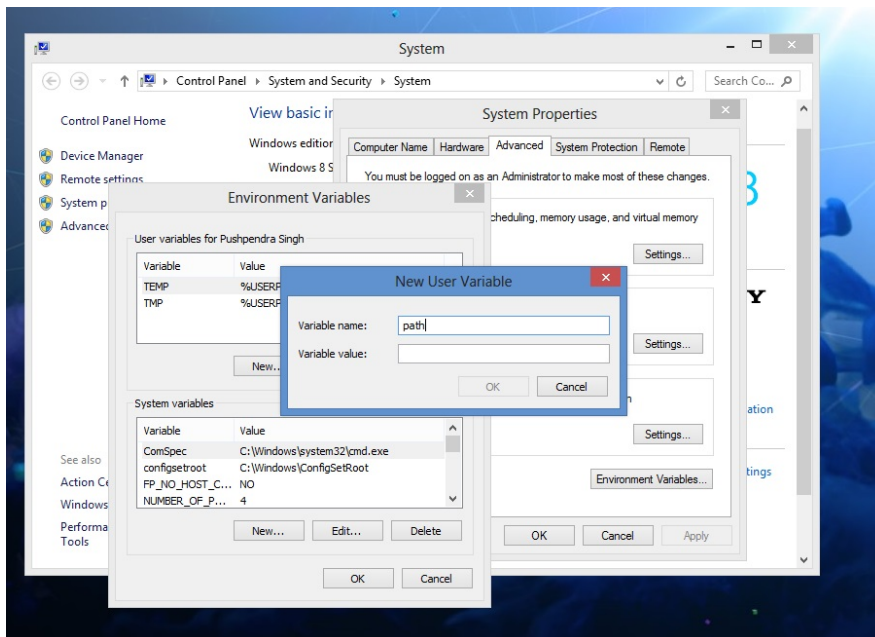 System
Control Panel System and Security System
Search Co...
Control Panel Home
Device Manager
Remote settings
System p
Advanced
See also
Action Ce
Windows
Performa
Tools
View basic in
Windows edition
Windows 8 S
8
Y
ation
tings
System Properties
Computer Name Hardware Advanced System Protection Remote
You must be logged on as an Administrator to make most of these changes.
cheduling, memory usage, and virtual memory
Settings...
Settings...
n
Settings...
Environment Variables...
OK Cancel Apply
Environment Variables
User variables for Pushpendra Singh
Variable Value
TEMP %USERP
TMP %USERP
New..
System variables
Variable Value
ComSpec C:\Windows\system32\cmd.exe
configsetroot C:\Windows\ConfigSetRoot
FP_NO_HOST_C... NO
NUMBER_OF_P... 4
New... Edit... Delete
OK Cancel
New User Variable
Variable name: path
Variable value:
OK Cancel